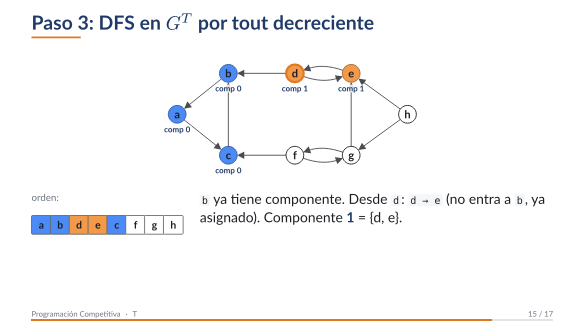 Paso 3: DFS en G^T por tout decreciente
b
d
e
comp 0
comp 1
comp 1
a
h
comp 0
c
f
g
comp 0
orden:
a b d e c f g h
b ya tiene componente. Desde d: d → e (no entra a b, ya
asignado). Componente 1 = {d, e}.
Programación Competitiva · T
15 / 17